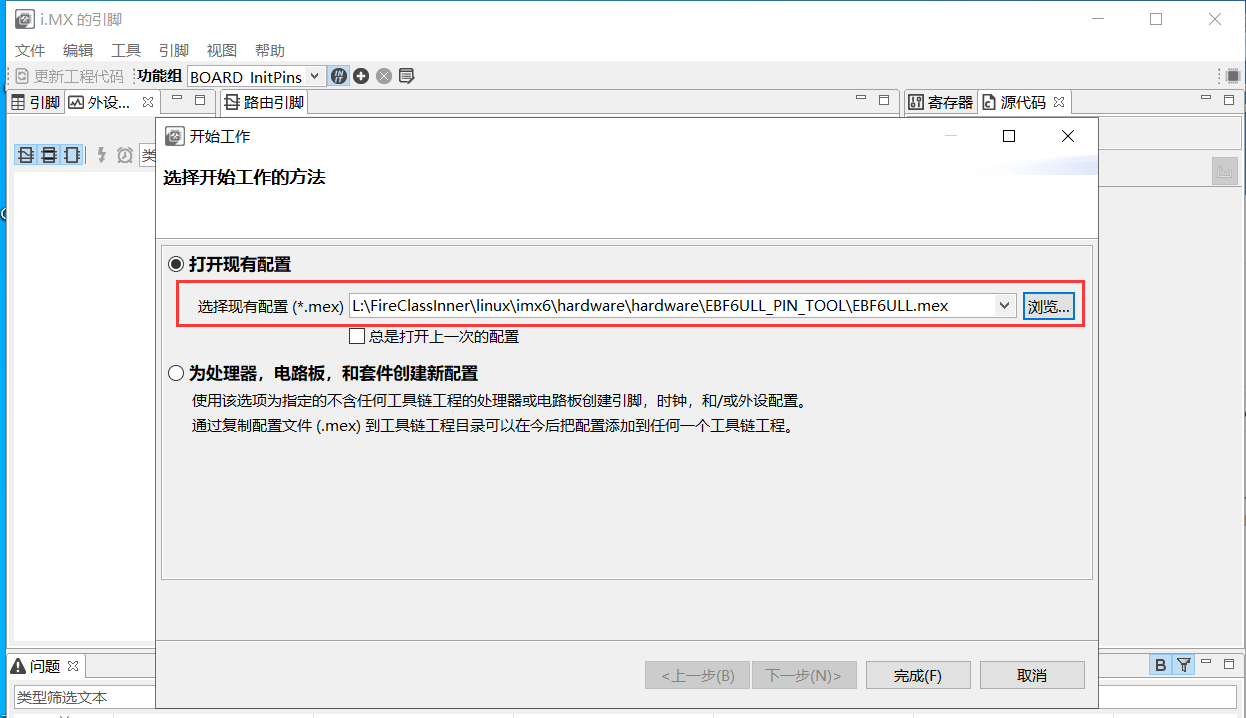 i.MX 的引脚
文件 编辑 工具 引脚 视图 帮助
更新工程代码 功能组 BOARD_InitPins
引脚 外设... 路由引脚 寄存器 源代码
类
开始工作
选择开始工作的方法
打开现有配置
选择现有配置 (*.mex) L:\FireClassInner\linux\imx6\hardware\hardware\EBF6ULL_PIN_TOOL\EBF6ULL.mex 浏览...
总是打开上一次的配置
为处理器，电路板，和套件创建新配置
使用该选项为指定的不含任何工具链工程的处理器或电路板创建引脚，时钟，和/或外设配置。
通过复制配置文件 (.mex) 到工具链工程目录可以在今后把配置添加到任何一个工具链工程。
<上一步(B) 下一步(N)> 完成(F) 取消
问题 B
类型筛选文本